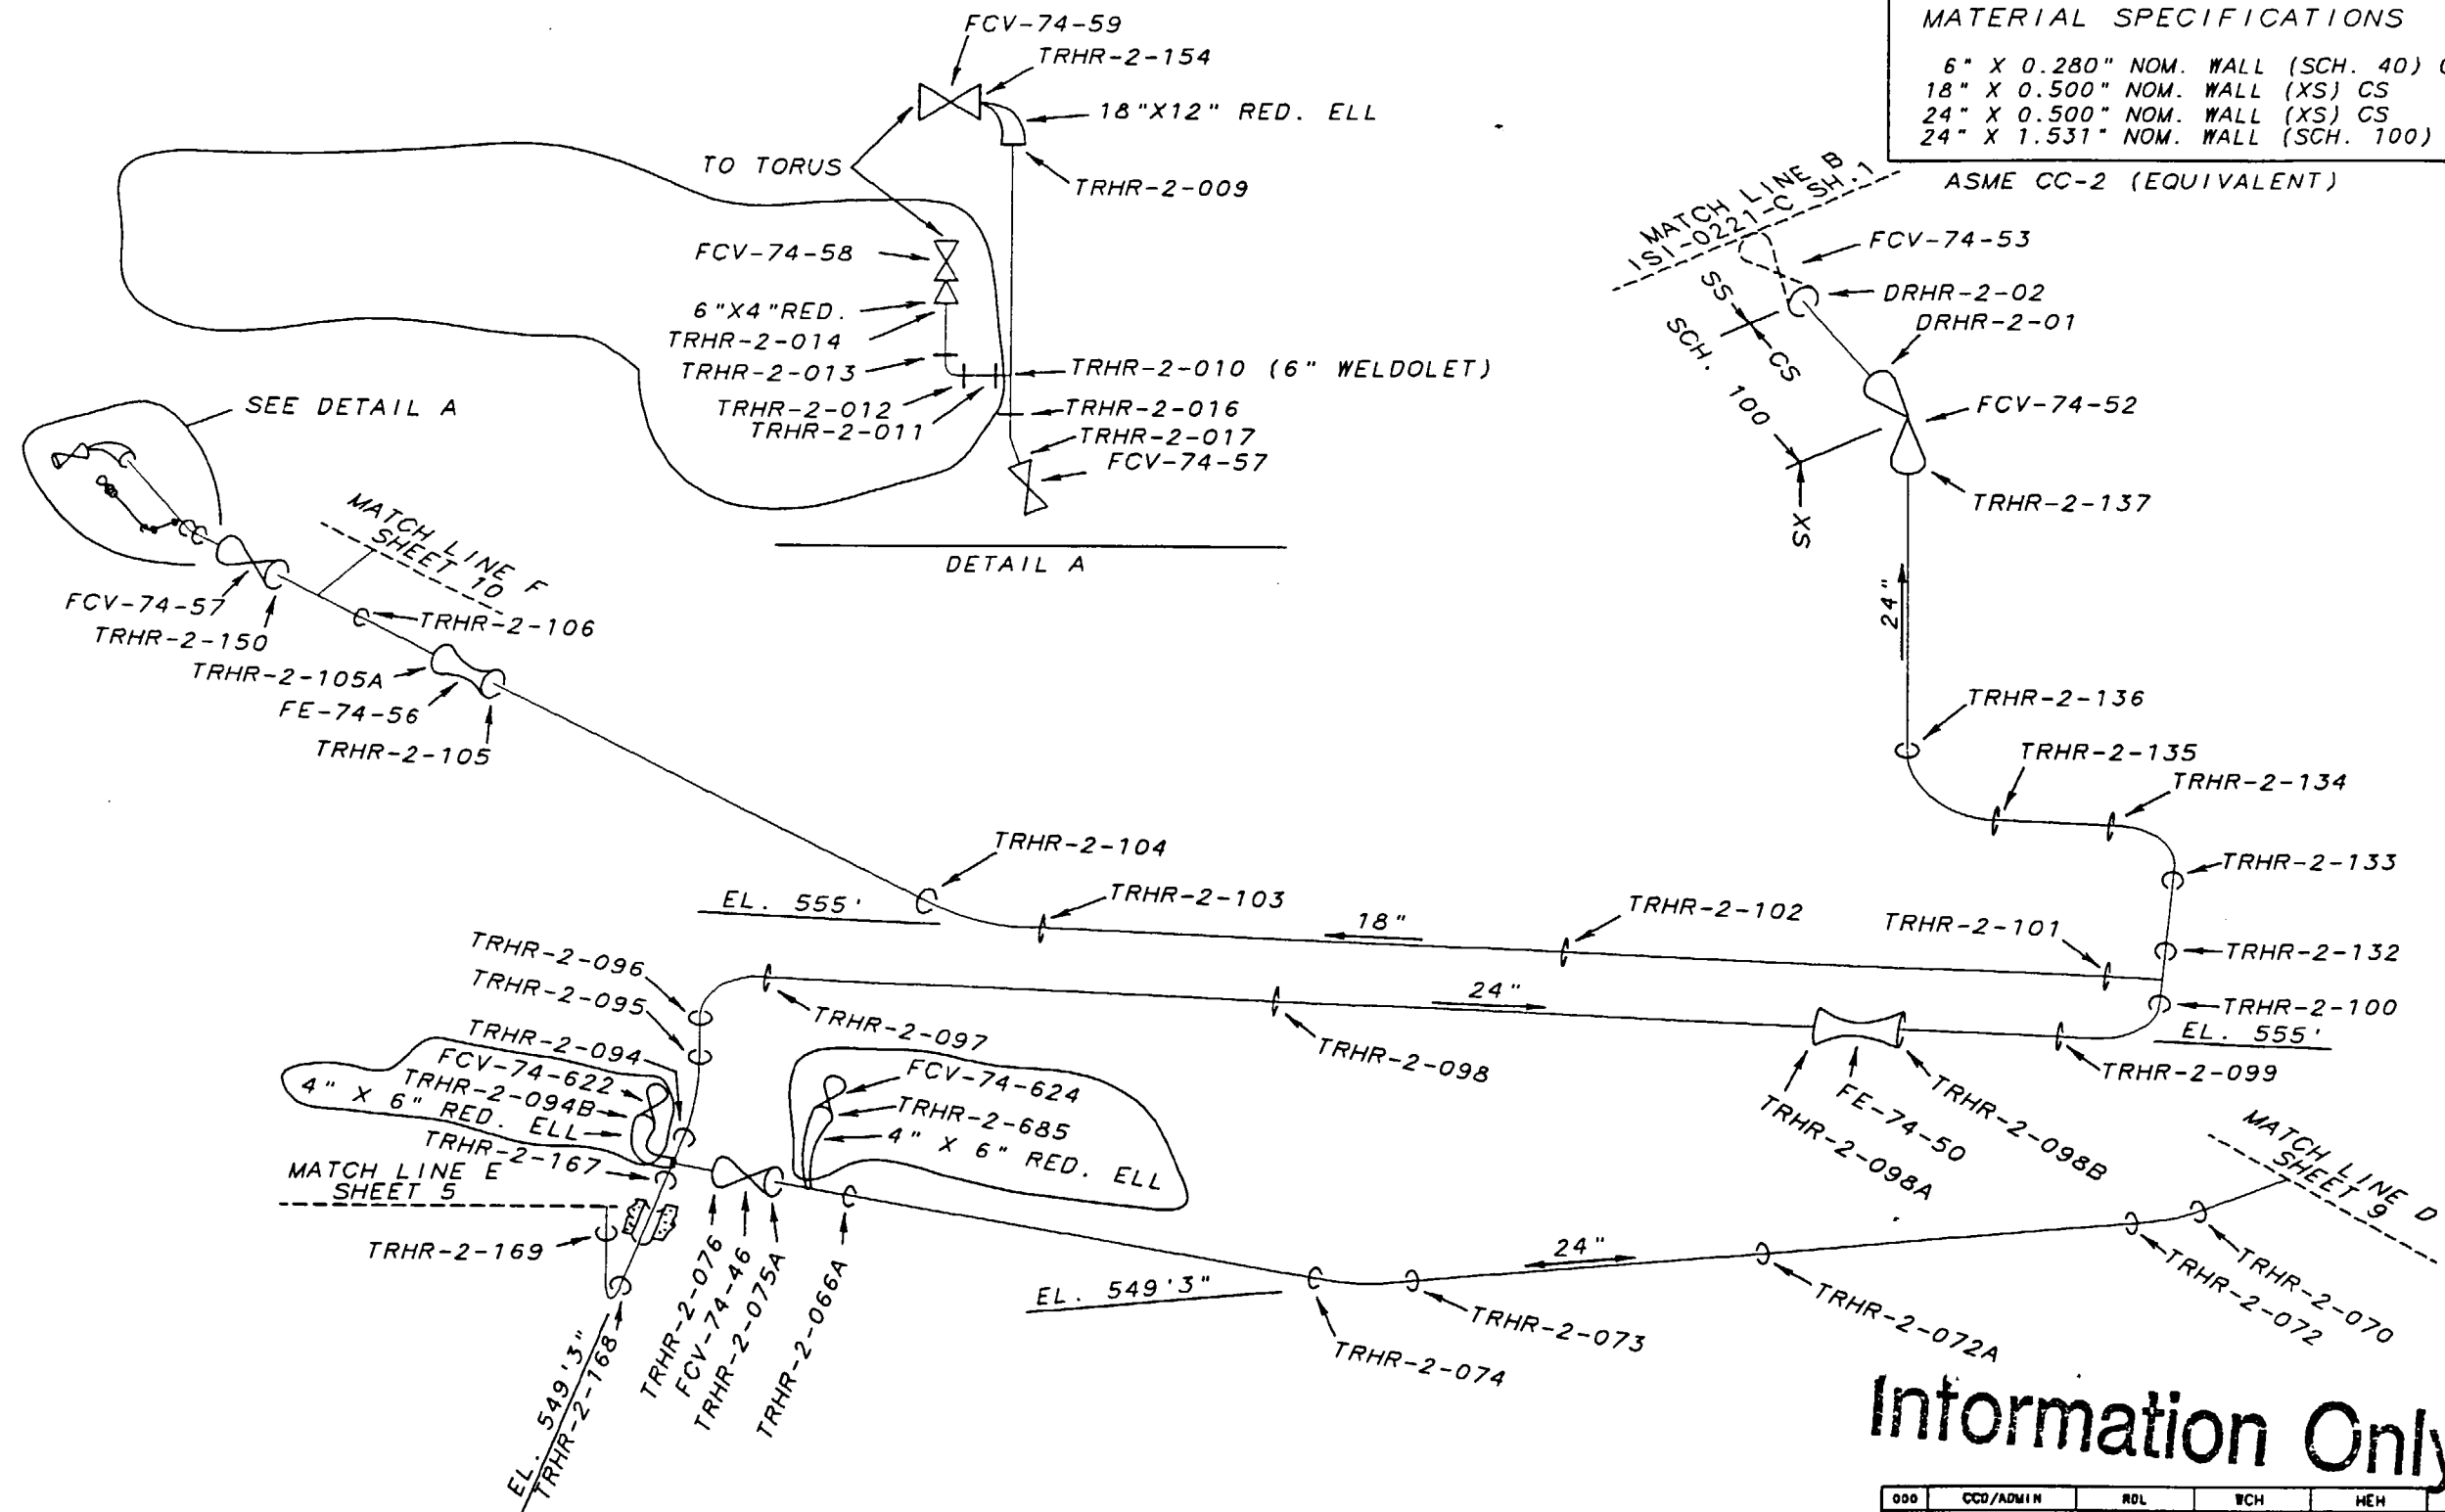 MATERIAL SPECIFICATIONS
6" X 0.280" NOM. WALL (SCH. 40)
18" X 0.500" NOM. WALL (XS) CS
24" X 0.500" NOM. WALL (XS) CS
24" X 1.531" NOM. WALL (SCH. 100)
ASME CC-2 (EQUIVALENT)
FCV-74-59
TRHR-2-154
18"X12" RED. ELL
TO TORUS
TRHR-2-009
FCV-74-58
6"X4"RED.
TRHR-2-014
TRHR-2-013
TRHR-2-010 (6" WELDOLET)
TRHR-2-012
TRHR-2-011
TRHR-2-016
TRHR-2-017
FCV-74-57
DETAIL A
SEE DETAIL A
MATCH LINE F
SHEET 10
FCV-74-57
TRHR-2-150
TRHR-2-106
TRHR-2-105A
FE-74-56
TRHR-2-105
MATCH LINE B
ISI-0221-C SH.1
FCV-74-53
DRHR-2-02
DRHR-2-01
SS
CS
SCH. 100
XS
FCV-74-52
TRHR-2-137
24"
TRHR-2-136
TRHR-2-135
TRHR-2-134
TRHR-2-133
TRHR-2-132
TRHR-2-104
EL. 555'
TRHR-2-103
18"
TRHR-2-102
TRHR-2-101
TRHR-2-100
EL. 555'
TRHR-2-096
TRHR-2-095
TRHR-2-094
TRHR-2-097
24"
TRHR-2-098
TRHR-2-098A
FE-74-50
TRHR-2-098B
TRHR-2-099
FCV-74-622
TRHR-2-094B
4" X 6" RED. ELL
TRHR-2-167
FCV-74-624
TRHR-2-685
4" X 6" RED. ELL
MATCH LINE E
SHEET 5
TRHR-2-169
EL. 549'3"
TRHR-2-168
TRHR-2-076
FCV-74-46
TRHR-2-075A
TRHR-2-066A
EL. 549'3"
24"
TRHR-2-074
TRHR-2-073
TRHR-2-072A
TRHR-2-072
TRHR-2-070
MATCH LINE D
SHEET 9
Information Only
000 CCD/ADMIN RDL WCH HEH